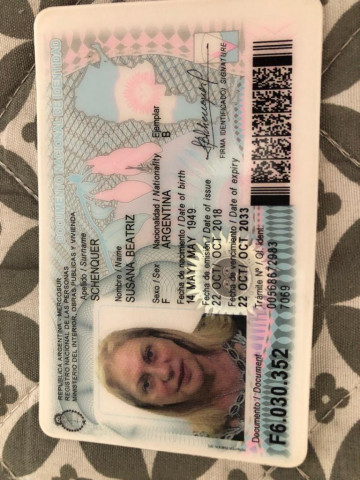 REPUBLICA ARGENTINA - MERCOSUR
REGISTRO NACIONAL DE LAS PERSONAS
MINISTERIO DEL INTERIOR, OBRAS PUBLICAS Y VIVIENDA
Apellido / Surname
SCHENQUER
Nombre / Name
SUSANA BEATRIZ
Sexo / Sex Nacionalidad / Nationality Ejemplar
F ARGENTINA B
Fecha de nacimiento / Date of birth
14 MAY/ MAY 1949
Fecha de emisión / Date of issue
22 OCT/ OCT 2018
Fecha de vencimiento / Date of expiry
22 OCT/ OCT 2033
FIRMA IDENTIFICADO / SIGNATURE
Documento / Document
F6.030.352
Trámite Nº / Of. ident.
7069